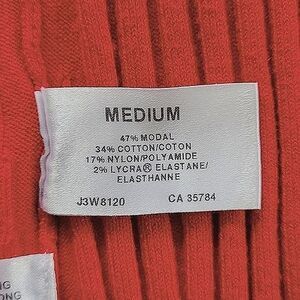 MEDIUM
47% MODAL
34% COTTON/COTON
17% NYLON/POLYAMIDE
2% LYCRA® ELASTANE/
ELASTHANNE
J3W8120 CA 35784